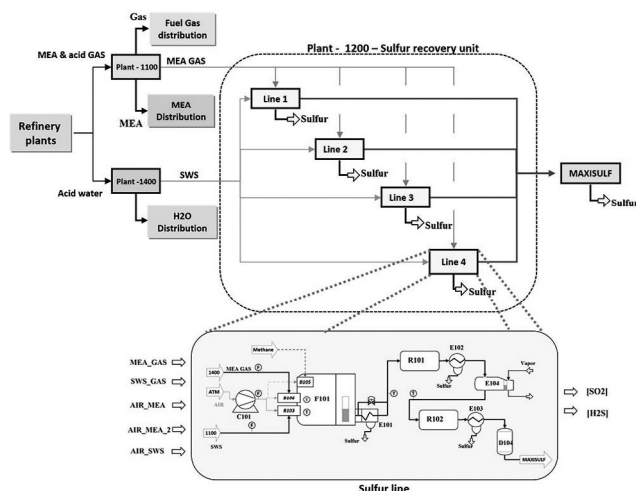 Gas
Fuel Gas
distribution
Plant - 1200 – Sulfur recovery unit
MEA & acid GAS
Plant - 1100
MEA GAS
MEA
MEA
Distribution
Refinery
plants
Acid water
Plant -1400
SWS
H2O
Distribution
Line 1
Sulfur
Line 2
Sulfur
Line 3
Sulfur
Line 4
Sulfur
MAXISULF
Sulfur
MEA_GAS
SWS_GAS
AIR_MEA
AIR_MEA_2
AIR_SWS
Methane
1400
MEA GAS
F
ATM
AIR
C101
F
F
1100
SWS
B105
B106
B103
F101
E101
Sulfur
R101
E102
Sulfur
E104
Vapor
T
R102
E103
Sulfur
D104
MAXISULF
[SO2]
[H2S]
Sulfur line